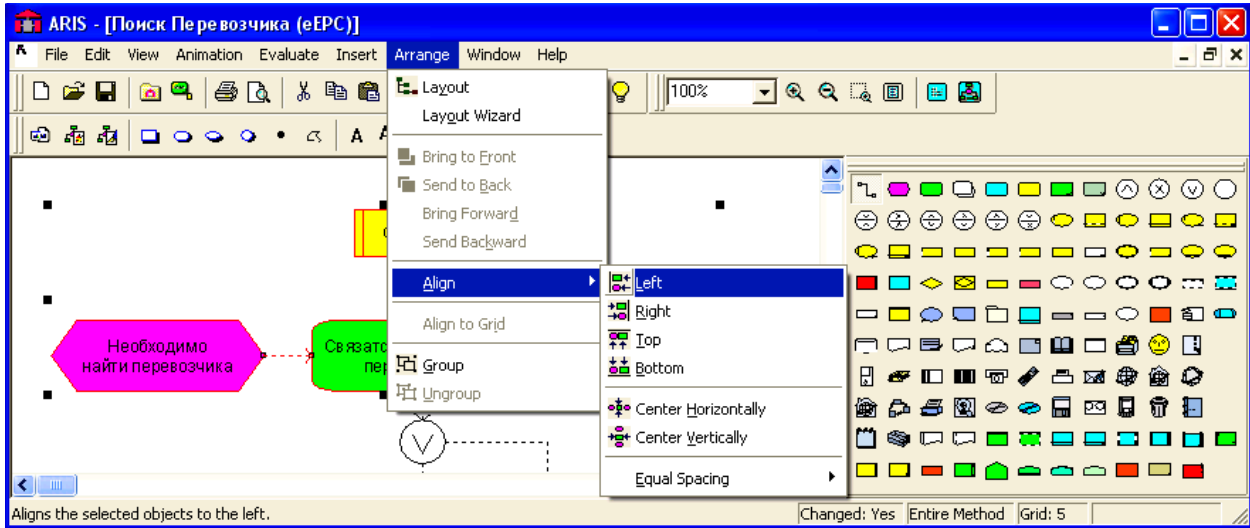 ARIS - [Поиск Перевозчика (eEPC)]
File Edit View Animation Evaluate Insert Arrange Window Help
100%
A
Layout
Layout Wizard
Bring to Front
Send to Back
Bring Forward
Send Backward
Align
Align to Grid
Group
Ungroup
Left
Right
Top
Bottom
Center Horizontally
Center Vertically
Equal Spacing
Необходимо
найти перевозчика
Aligns the selected objects to the left.
Changed: Yes Entire Method Grid: 5